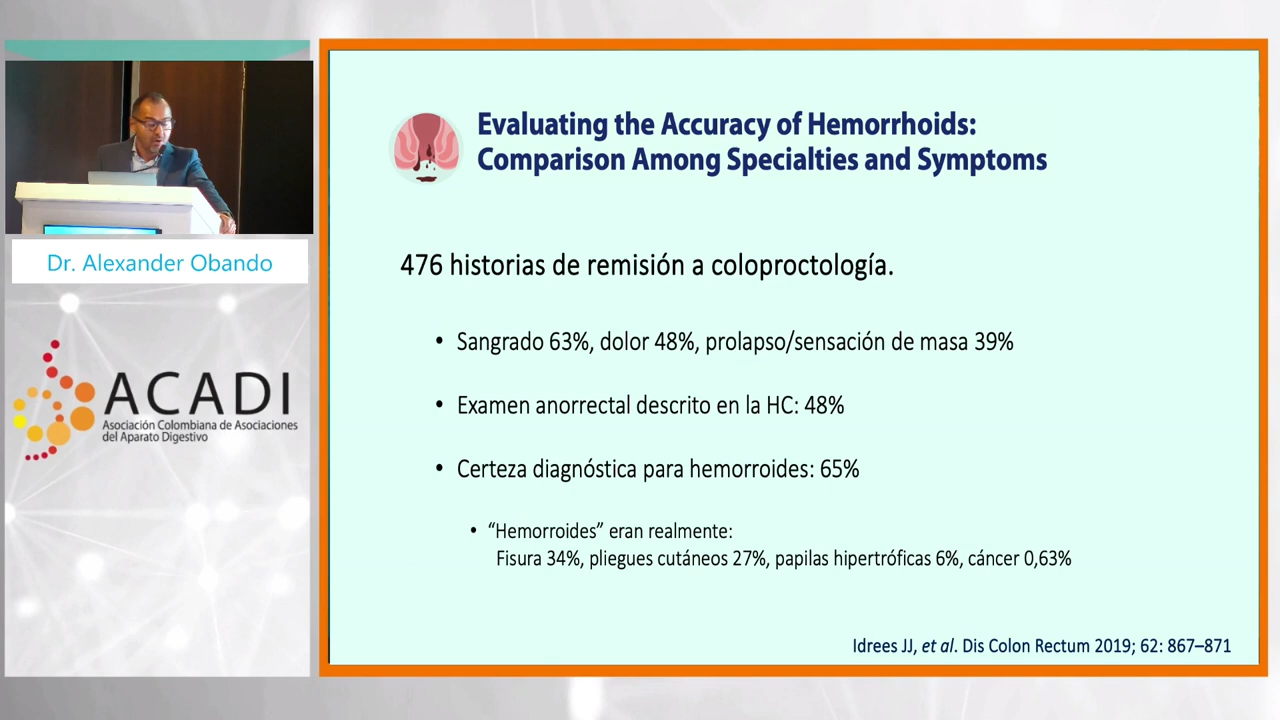 Evaluating the Accuracy of Hemorrhoids:
Comparison Among Specialties and Symptoms
476 historias de remisión a coloproctología.
• Sangrado 63%, dolor 48%, prolapso/sensación de masa 39%
• Examen anorrectal descrito en la HC: 48%
• Certeza diagnóstica para hemorroides: 65%
• “Hemorroides” eran realmente:
Fisura 34%, pliegues cutáneos 27%, papilas hipertróficas 6%, cáncer 0,63%
Idrees JJ, et al. Dis Colon Rectum 2019; 62: 867–871
Dr. Alexander Obando
ACADI
Asociación Colombiana de Asociaciones
del Aparato Digestivo